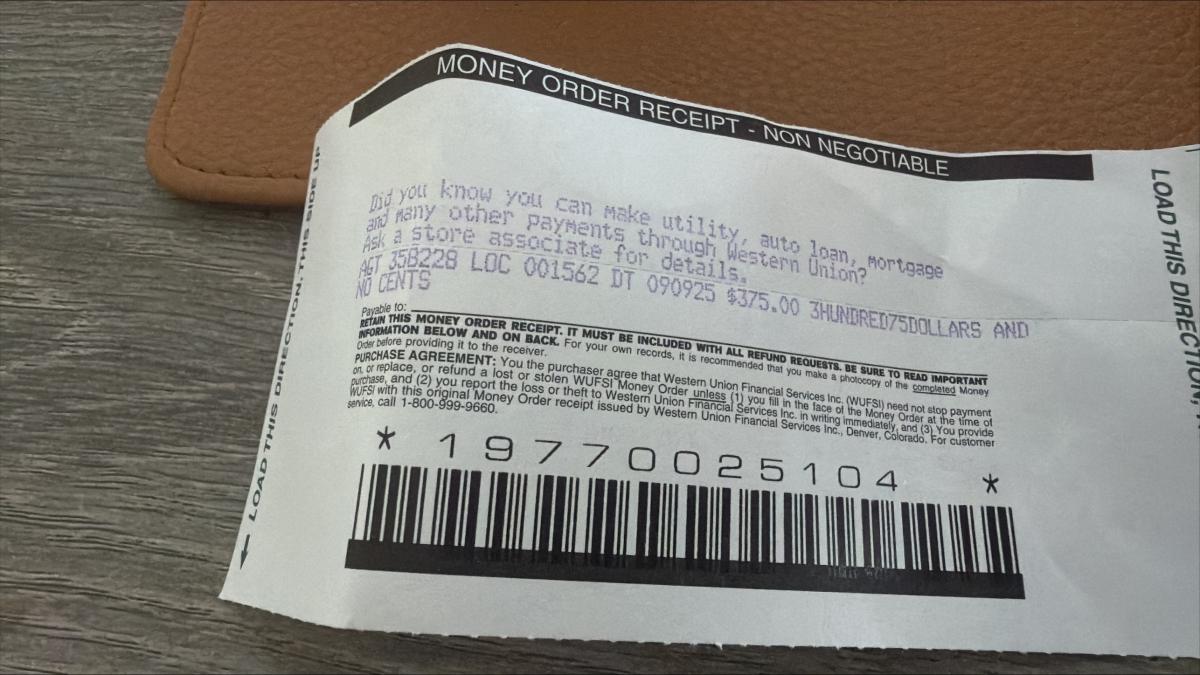 MONEY ORDER RECEIPT - NON NEGOTIABLE
Did you know you can make utility, auto loan, mortgage
and many other payments through Western Union?
Ask a store associate for details.
AGT 358228 LOC 001562 DT 090925 $375.00 3HUNDRED75DOLLARS AND
NO CENTS
Payable to:
RETAIN THIS MONEY ORDER RECEIPT. IT MUST BE INCLUDED WITH ALL REFUND REQUESTS. BE SURE TO READ IMPORTANT
INFORMATION BELOW AND ON BACK. For your own records, it is recommended that you make a photocopy of the completed Money
Order before providing it to the receiver.
PURCHASE AGREEMENT: You the purchaser agree that Western Union Financial Services Inc. (WUFSI) need not stop payment
on, or replace, or refund a lost or stolen WUFSI Money Order unless (1) you fill in the face of the Money Order at the time of
purchase, and (2) you report the loss or theft to Western Union Financial Services Inc. in writing immediately, and (3) You provide
WUFSI with this original Money Order receipt issued by Western Union Financial Services Inc., Denver, Colorado. For customer
service, call 1-800-999-9660.
* 19770025104 *
LOAD THIS DIRECTION, THIS SIDE UP
LOAD THIS DIRECTION,